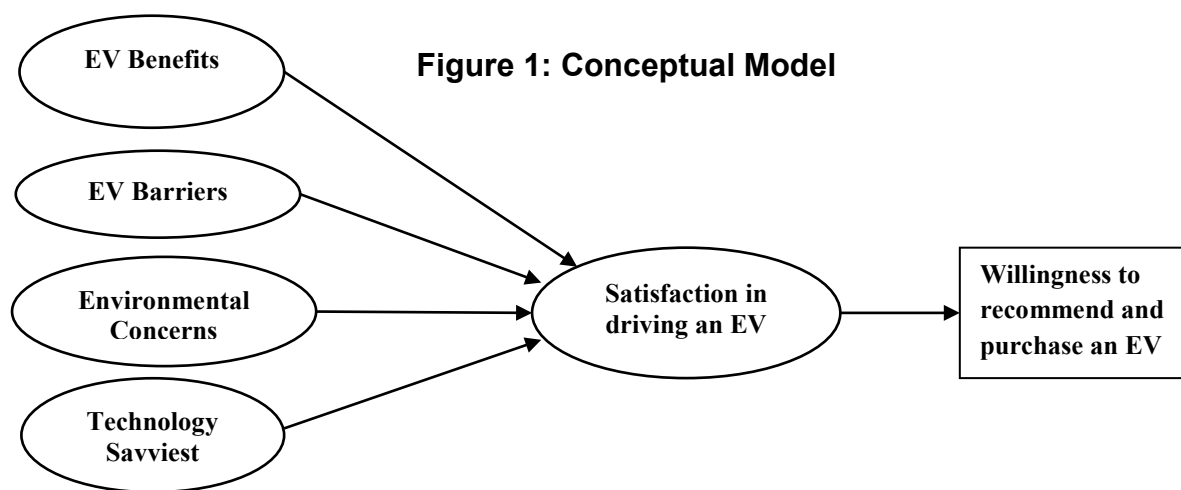 EV Benefits
Figure 1: Conceptual Model
EV Barriers
Environmental
Concerns
Satisfaction in
driving an EV
Willingness to
recommend and
purchase an EV
Technology
Savviest